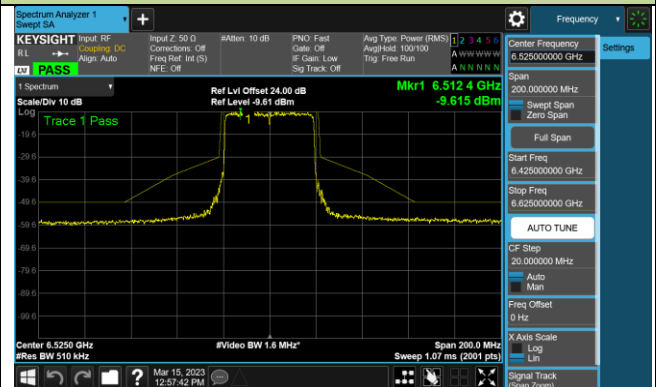 Spectrum Analyzer 1
Swept SA
Frequency
KEYSIGHT
RL
PASS
Input: RF
Coupling: DC
Align: Auto
Input Z: 50 Ω
Corrections: Off
Freq Ref: Int (S)
NFE: Off
#Atten: 10 dB
PNO: Fast
Gate: Off
IF Gain: Low
Sig Track: Off
Avg Type: Power (RMS)
Avg|Hold: 100/100
Trig: Free Run
1 2 3 4 5 6
A W W W W W
A N N N N N
1 Spectrum
Scale/Div 10 dB
Log
Ref Lvl Offset 24.00 dB
Ref Level -9.61 dBm
Mkr1 6.512 4 GHz
-9.615 dBm
Trace 1 Pass
1
-19.6
-29.6
-39.6
-49.6
-59.6
-69.6
-79.6
-89.6
-99.6
Center 6.5250 GHz
#Res BW 510 kHz
#Video BW 1.6 MHz*
Span 200.0 MHz
Sweep 1.07 ms (2001 pts)
Mar 15, 2023
12:57:42 PM
Center Frequency
6.525000000 GHz
Settings
Span
200.000000 MHz
Swept Span
Zero Span
Full Span
Start Freq
6.425000000 GHz
Stop Freq
6.625000000 GHz
AUTO TUNE
CF Step
20.000000 MHz
Auto
Man
Freq Offset
0 Hz
X Axis Scale
Log
Lin
Signal Track
(Span Zoom)